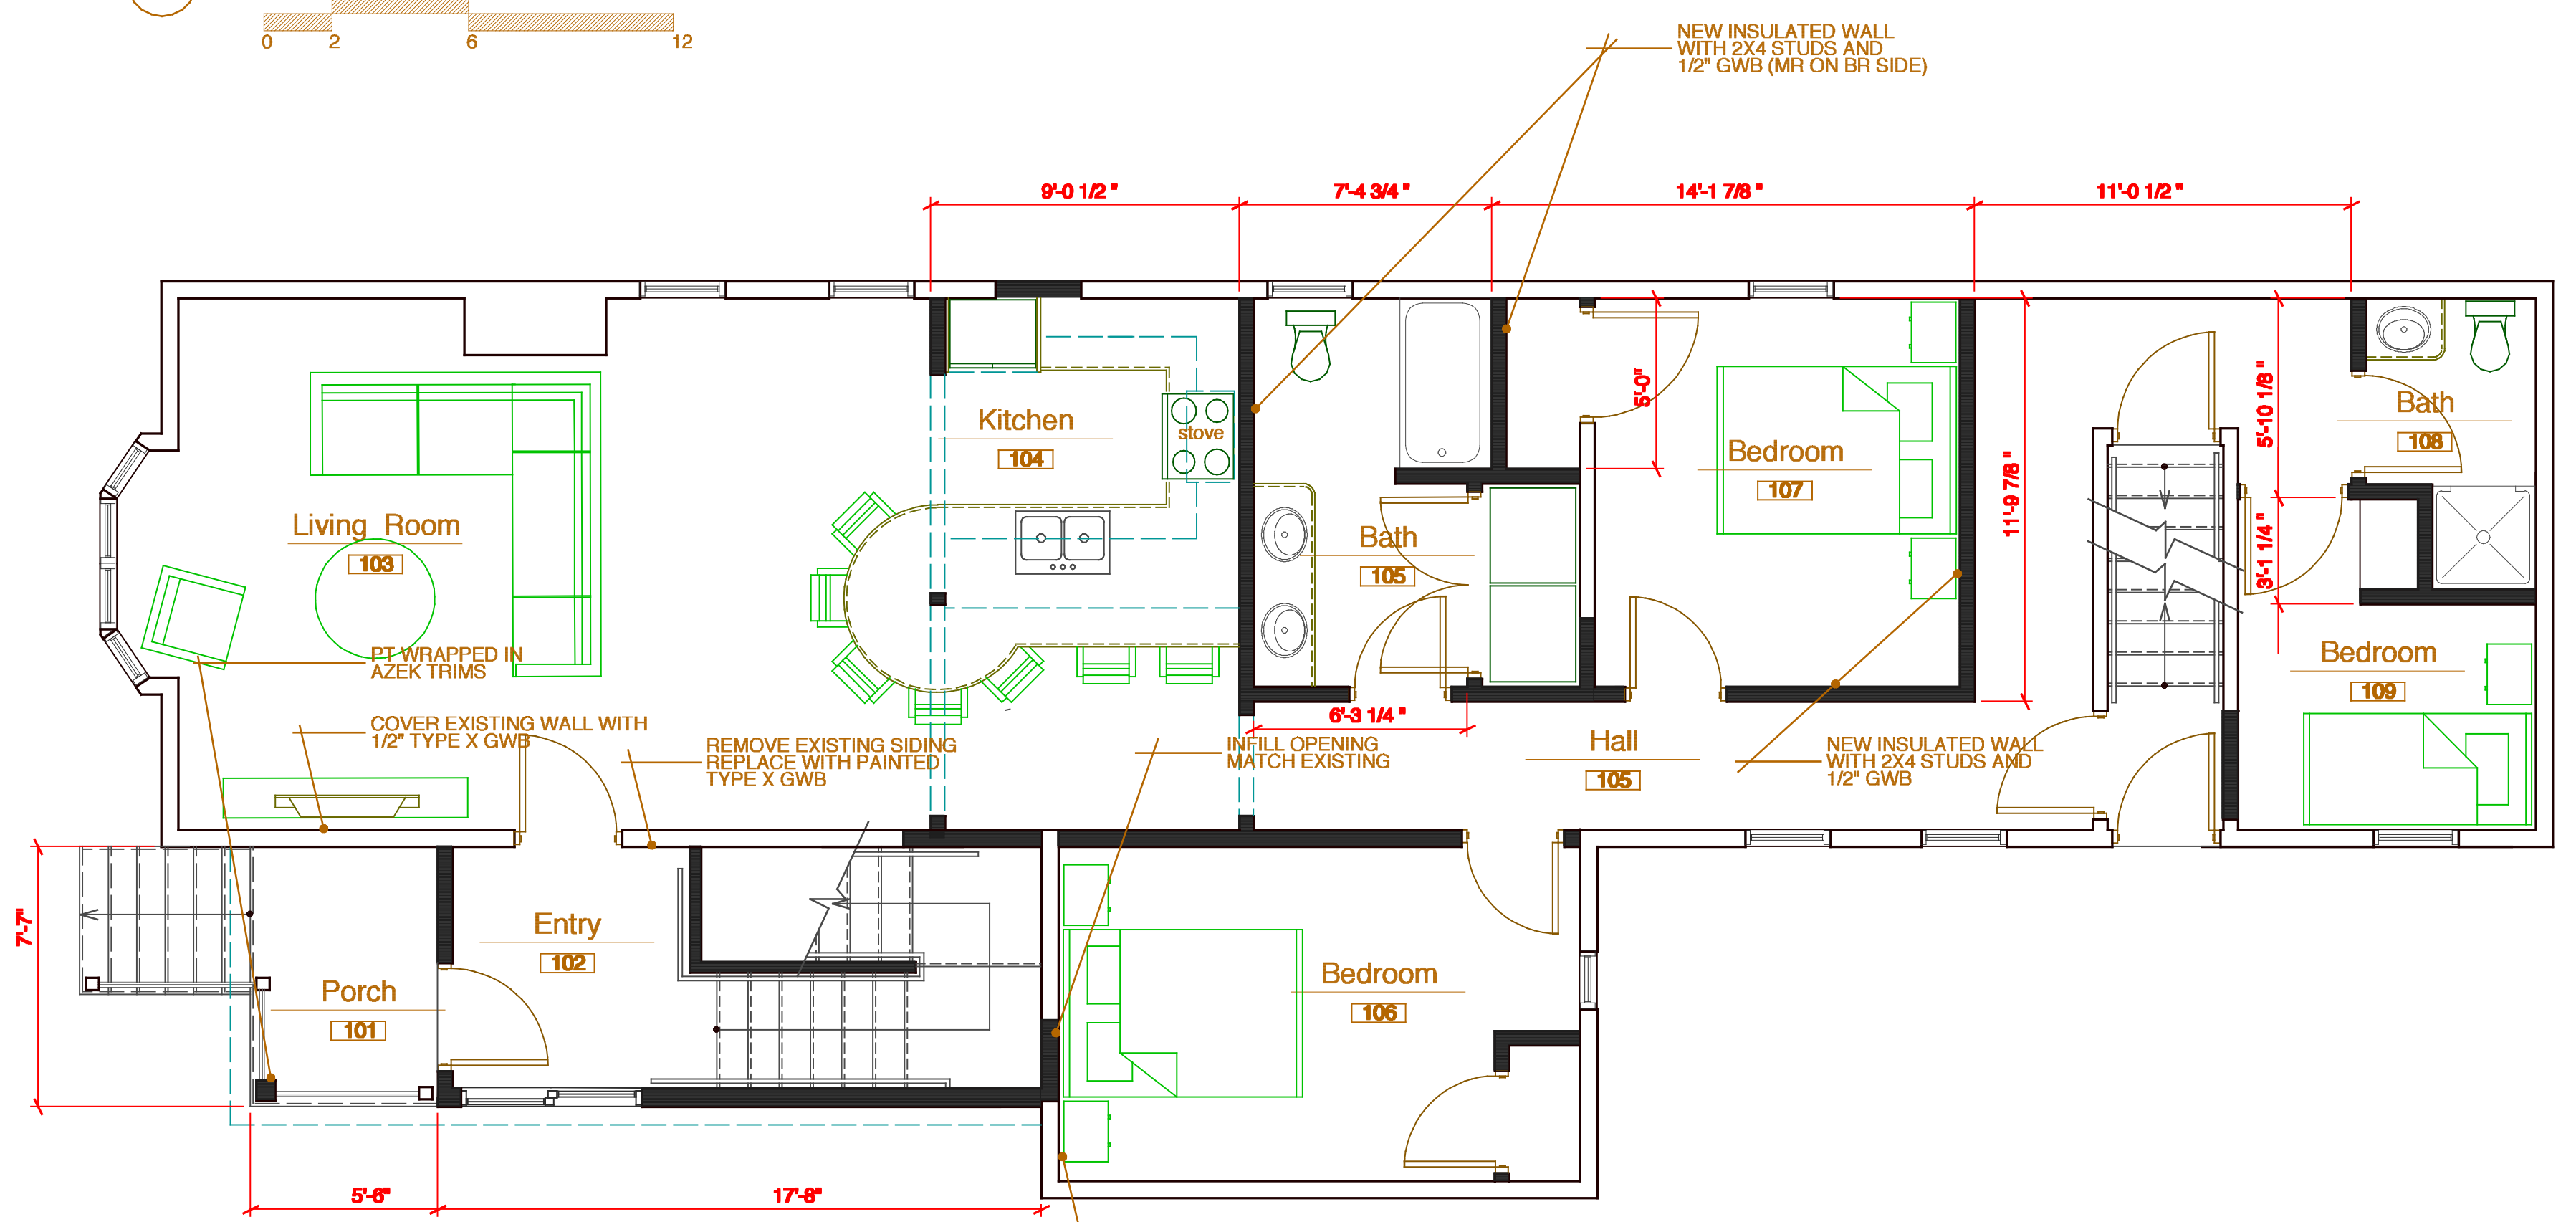 0 2 6 12
NEW INSULATED WALL
WITH 2X4 STUDS AND
1/2" GWB (MR ON BR SIDE)
9'-0 1/2 "
7'-4 3/4 "
14'-1 7/8 "
11'-0 1/2 "
5'-0"
11'-9 7/8 "
5'-10 1/8 "
3'-1 1/4 "
Kitchen
104
stove
Bedroom
107
Bath
108
Living Room
103
Bath
105
Bedroom
109
PT WRAPPED IN
AZEK TRIMS
COVER EXISTING WALL WITH
1/2" TYPE X GWB
REMOVE EXISTING SIDING
REPLACE WITH PAINTED
TYPE X GWB
6'-3 1/4 "
INFILL OPENING
MATCH EXISTING
Hall
105
NEW INSULATED WALL
WITH 2X4 STUDS AND
1/2" GWB
7'-7"
Entry
102
Porch
101
Bedroom
106
5'-6"
17'-8"